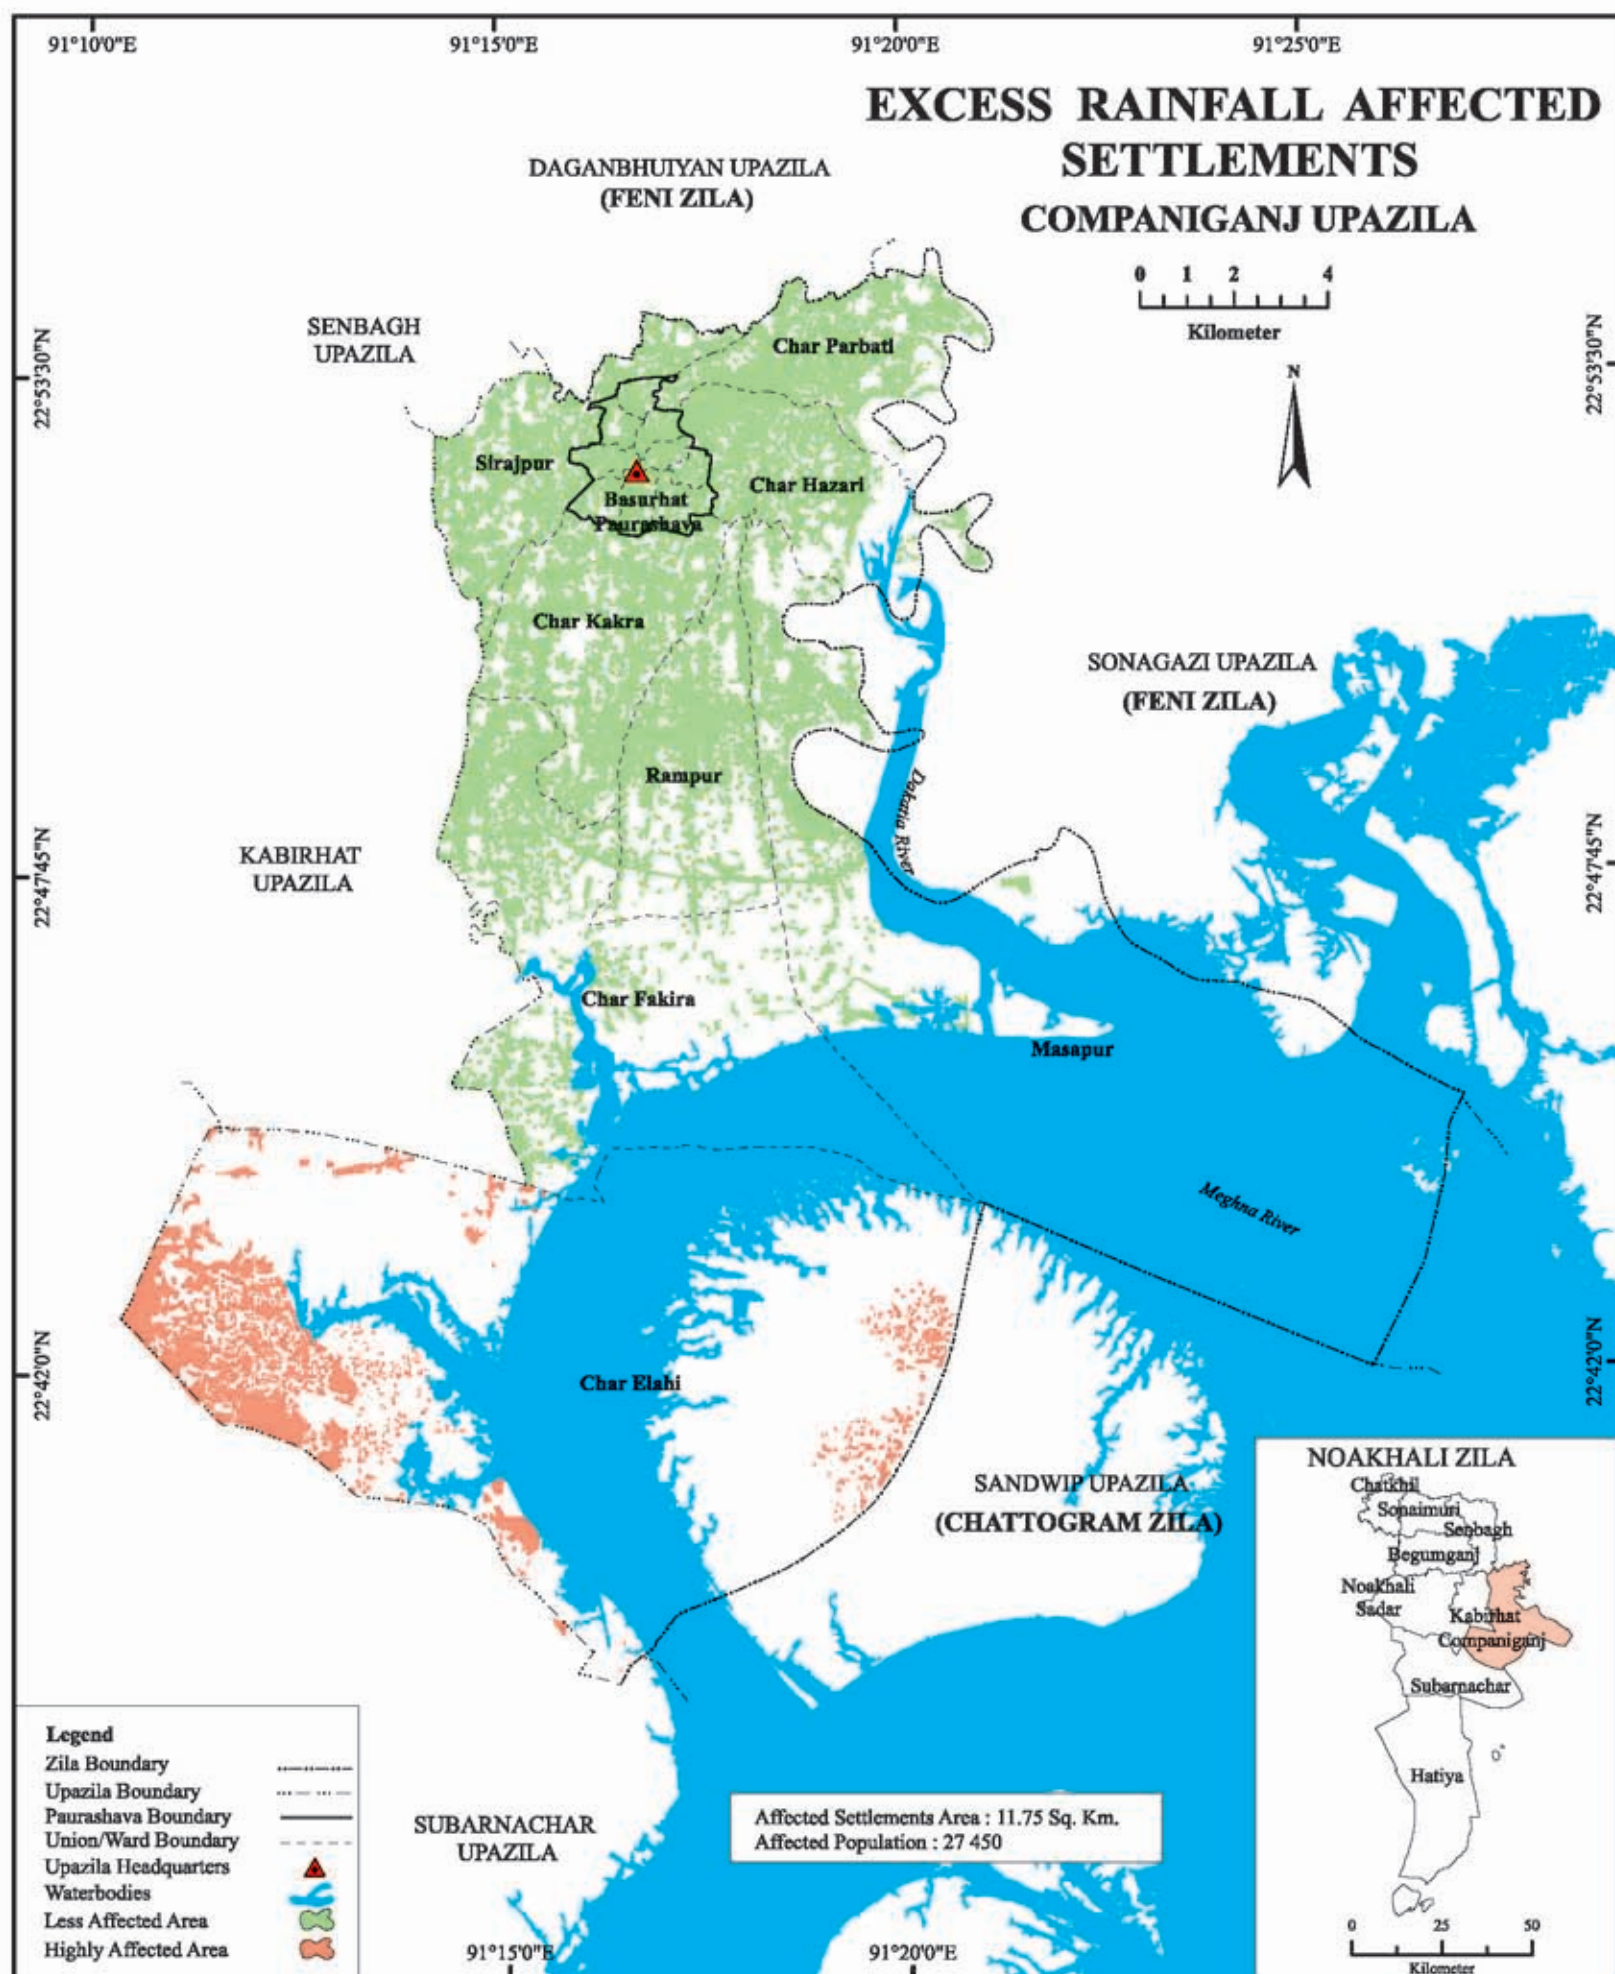 91°10'0"E
91°15'0"E
91°20'0"E
91°25'0"E
EXCESS RAINFALL AFFECTED
SETTLEMENTS
COMPANIGANJ UPAZILA
0 1 2 4
Kilometer
N
DAGANBHUIYAN UPAZILA
(FENI ZILA)
SENBAGH
UPAZILA
22°53'30"N
22°53'30"N
Char Parbati
Sirajpur
Char Hazari
Basurhat
Paurashava
Char Kakra
SONAGAZI UPAZILA
(FENI ZILA)
Rampur
Dakatia River
KABIRHAT
UPAZILA
22°47'45"N
22°47'45"N
Char Fakira
Masapur
Meghna River
22°42'0"N
22°42'0"N
Char Elahi
SANDWIP UPAZILA
(CHATTOGRAM ZILA)
NOAKHALI ZILA
Chatkhil
Sonaimuri
Senbagh
Begumganj
Noakhali
Sadar
Kabirhat
Companiganj
Subarnachar
Hatiya
0 25 50
Kilometer
Legend
Zila Boundary
Upazila Boundary
Paurashava Boundary
Union/Ward Boundary
Upazila Headquarters
Waterbodies
Less Affected Area
Highly Affected Area
SUBARNACHAR
UPAZILA
Affected Settlements Area : 11.75 Sq. Km.
Affected Population : 27 450
91°15'0"E
91°20'0"E